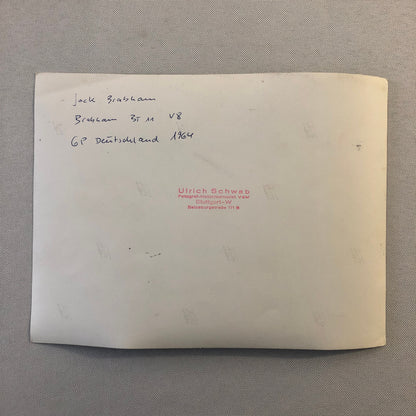 Jack Brabham
Brabham BT 11 V8
GP Deutschland 1964
Ulrich Schwab
Stuttgart-W